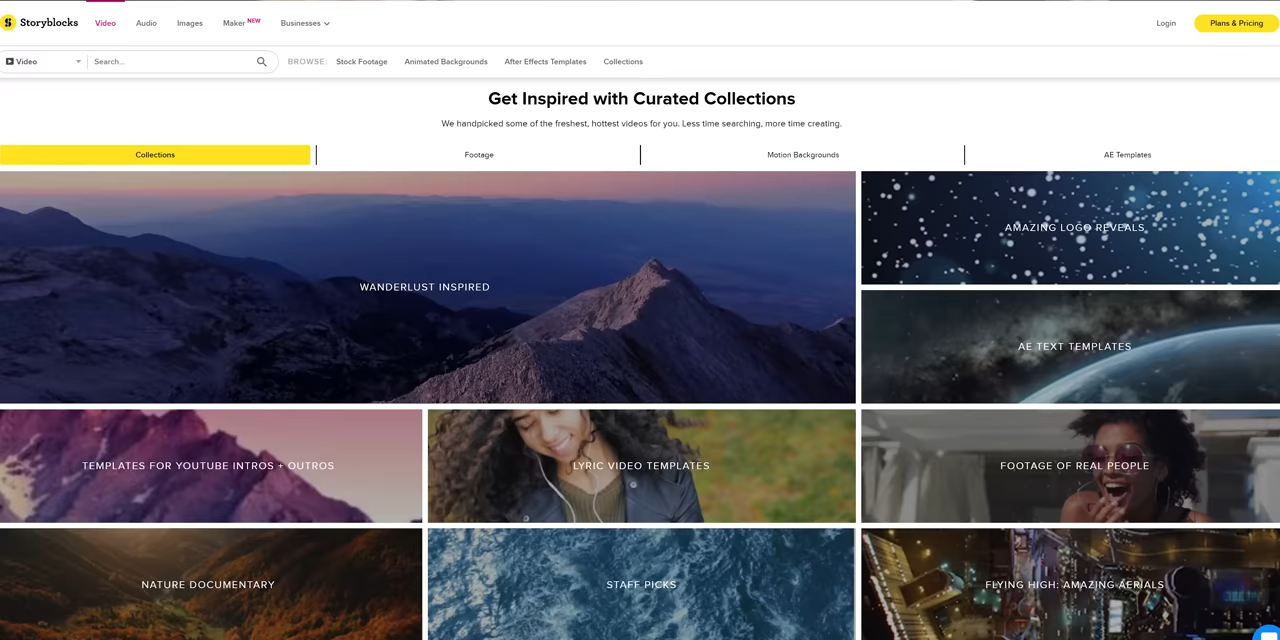 Storyblocks Video Audio Images Maker NEW Businesses Login Plans & Pricing
Video Search... BROWSE: Stock Footage Animated Backgrounds After Effects Templates Collections
Get Inspired with Curated Collections
We handpicked some of the freshest, hottest videos for you. Less time searching, more time creating.
Collections Footage Motion Backgrounds AE Templates
WANDERLUST INSPIRED
AMAZING LOGO REVEALS
AE TEXT TEMPLATES
TEMPLATES FOR YOUTUBE INTROS + OUTROS
LYRIC VIDEO TEMPLATES
FOOTAGE OF REAL PEOPLE
NATURE DOCUMENTARY
STAFF PICKS
FLYING HIGH: AMAZING AERIALS